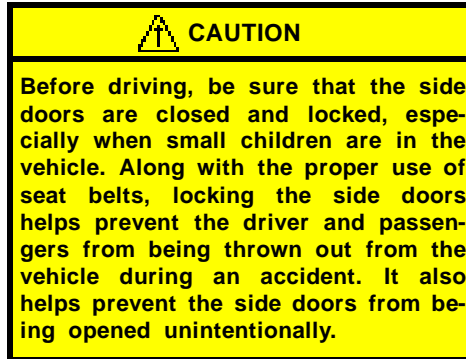 CAUTION
Before driving, be sure that the side
doors are closed and locked, espe-
cially when small children are in the
vehicle. Along with the proper use of
seat belts, locking the side doors
helps prevent the driver and passen-
gers from being thrown out from the
vehicle during an accident. It also
helps prevent the side doors from be-
ing opened unintentionally.